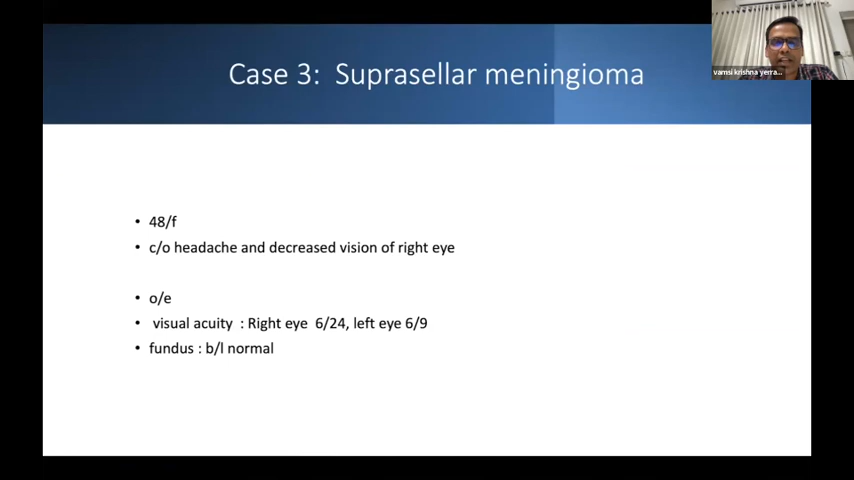 Case 3: Suprasellar meningioma
vamsi krishna yerra...
• 48/f
• c/o headache and decreased vision of right eye
• o/e
• visual acuity : Right eye 6/24, left eye 6/9
• fundus : b/l normal